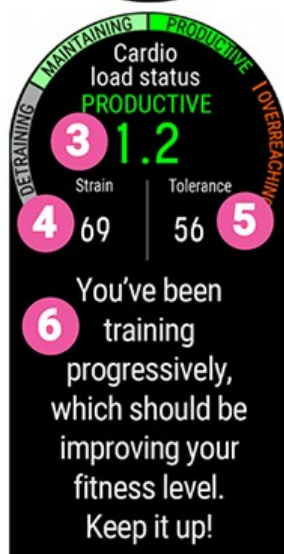 DETRAINING
MAINTAINING
PRODUCTIVE
OVERREACHING
Cardio
load status
PRODUCTIVE
3 1.2
Strain Tolerance
4 69 56 5
6 You've been
training
progressively,
which should be
improving your
fitness level.
Keep it up!